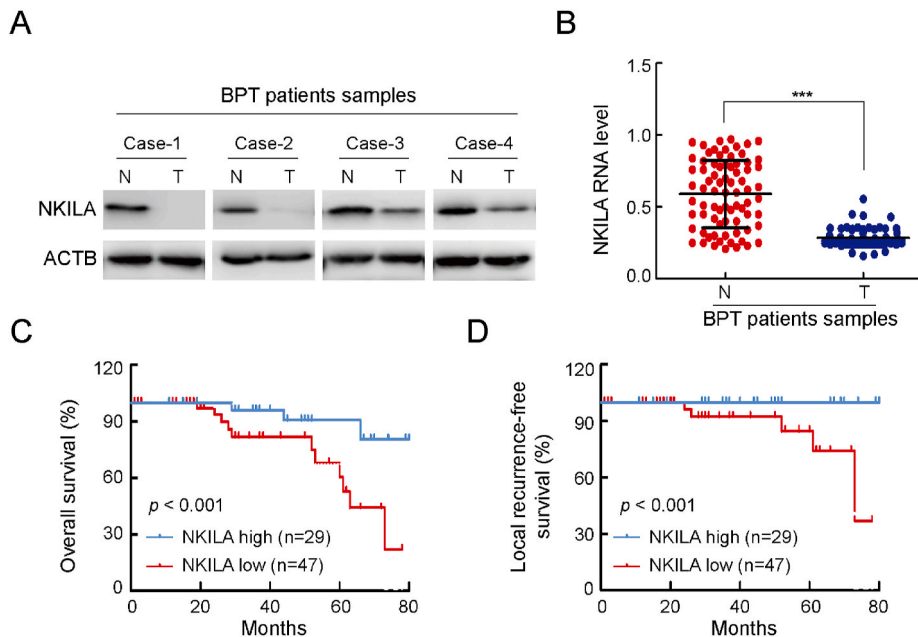 A
BPT patients samples
Case-1 Case-2 Case-3 Case-4
N T N T N T N T
NKILA
ACTB
B
NKILA RNA level
1.5
1.0
0.5
0.0
***
N T
BPT patients samples
C
Overall survival (%)
120
90
60
30
0
p < 0.001
NKILA high (n=29)
NKILA low (n=47)
0 20 40 60 80
Months
D
Local recurrence-free
survival (%)
120
90
60
30
0
p < 0.001
NKILA high (n=29)
NKILA low (n=47)
0 20 40 60 80
Months